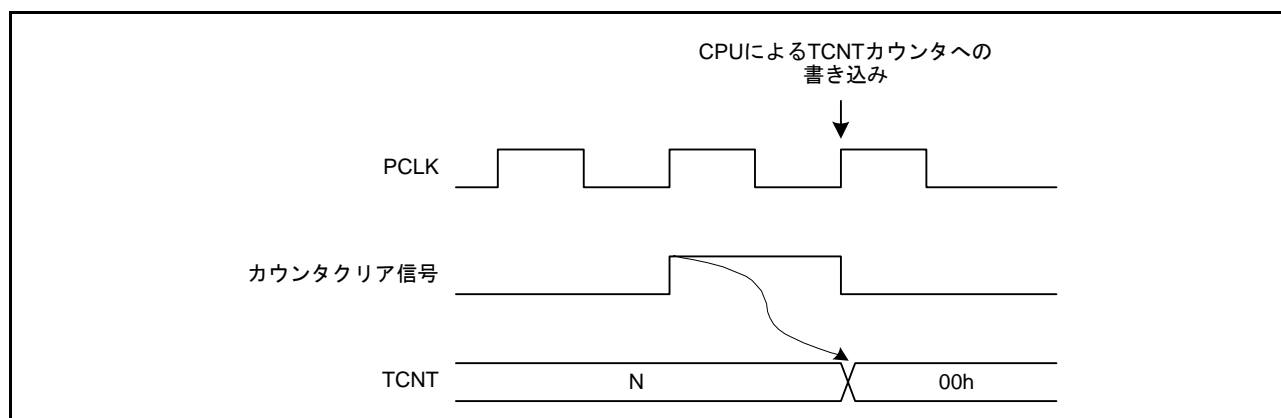 CPUによるTCNTカウンタへの
書き込み
PCLK
カウンタクリア信号
TCNT
N
00h